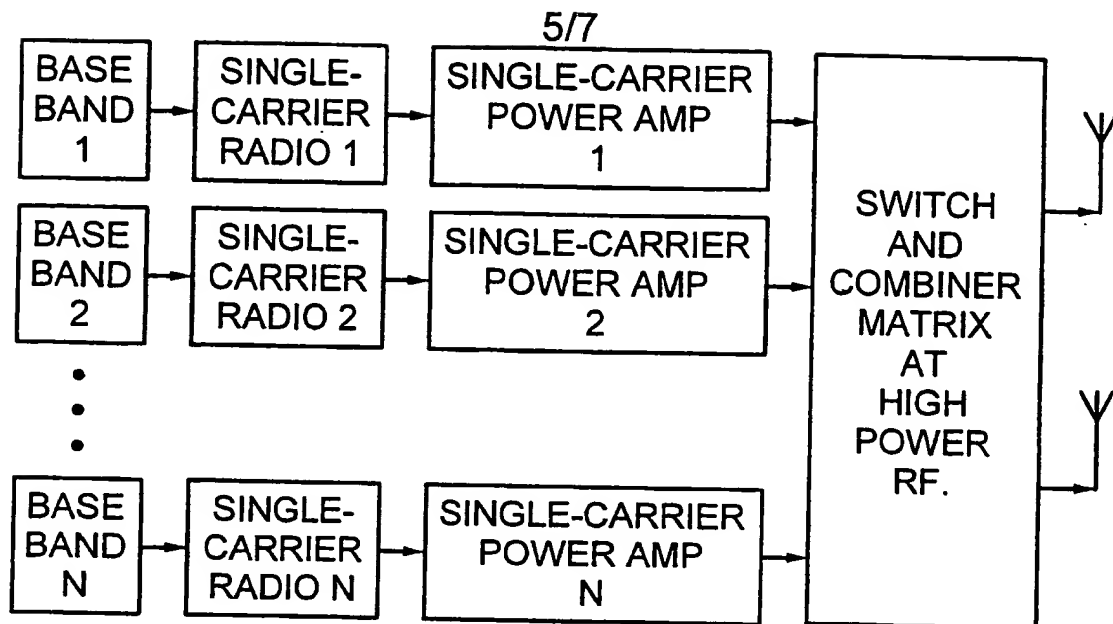 5/7
BASE
BAND
1
SINGLE-
CARRIER
RADIO 1
SINGLE-CARRIER
POWER AMP
1
BASE
BAND
2
SINGLE-
CARRIER
RADIO 2
SINGLE-CARRIER
POWER AMP
2
BASE
BAND
N
SINGLE-
CARRIER
RADIO N
SINGLE-CARRIER
POWER AMP
N
SWITCH
AND
COMBINER
MATRIX
AT
HIGH
POWER
RF.